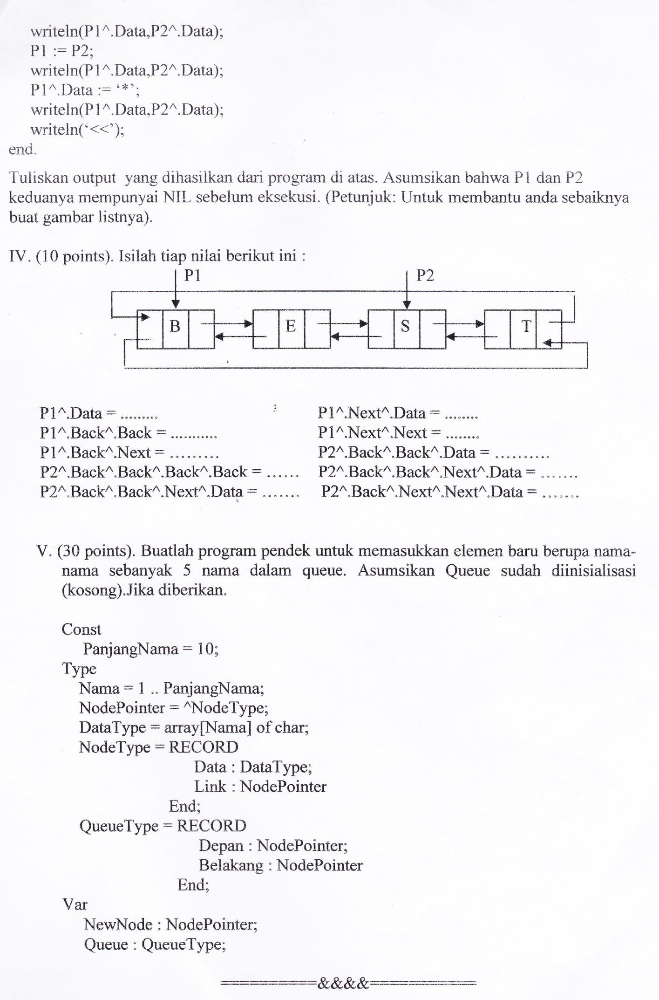 writeln(P1^.Data,P2^.Data);
P1 := P2;
writeln(P1^.Data,P2^.Data);
P1^.Data := ‘*’;
writeln(P1^.Data,P2^.Data);
writeln(‘<<’);
end.
Tuliskan output yang dihasilkan dari program di atas. Asumsikan bahwa P1 dan P2
keduanya mempunyai NIL sebelum eksekusi. (Petunjuk: Untuk membantu anda sebaiknya
buat gambar listnya).
IV. (10 points). Isilah tiap nilai berikut ini :
P1 P2
B E S T
P1^.Data = ......... P1^.Next^.Data = ........
P1^.Back^.Back = ........... P1^.Next^.Next = ........
P1^.Back^.Next = ......... P2^.Back^.Back^.Data = ...........
P2^.Back^.Back^.Back^.Back = ...... P2^.Back^.Back^.Next^.Data = .......
P2^.Back^.Back^.Next^.Data = ....... P2^.Back^.Next^.Next^.Data = .......
V. (30 points). Buatlah program pendek untuk memasukkan elemen baru berupa nama-
nama sebanyak 5 nama dalam queue. Asumsikan Queue sudah diinisialisasi
(kosong).Jika diberikan.
Const
PanjangNama = 10;
Type
Nama = 1 .. PanjangNama;
NodePointer = ^NodeType;
DataType = array[Nama] of char;
NodeType = RECORD
Data : DataType;
Link : NodePointer
End;
QueueType = RECORD
Depan : NodePointer;
Belakang : NodePointer
End;
Var
NewNode : NodePointer;
Queue : QueueType;
===========&&&&============